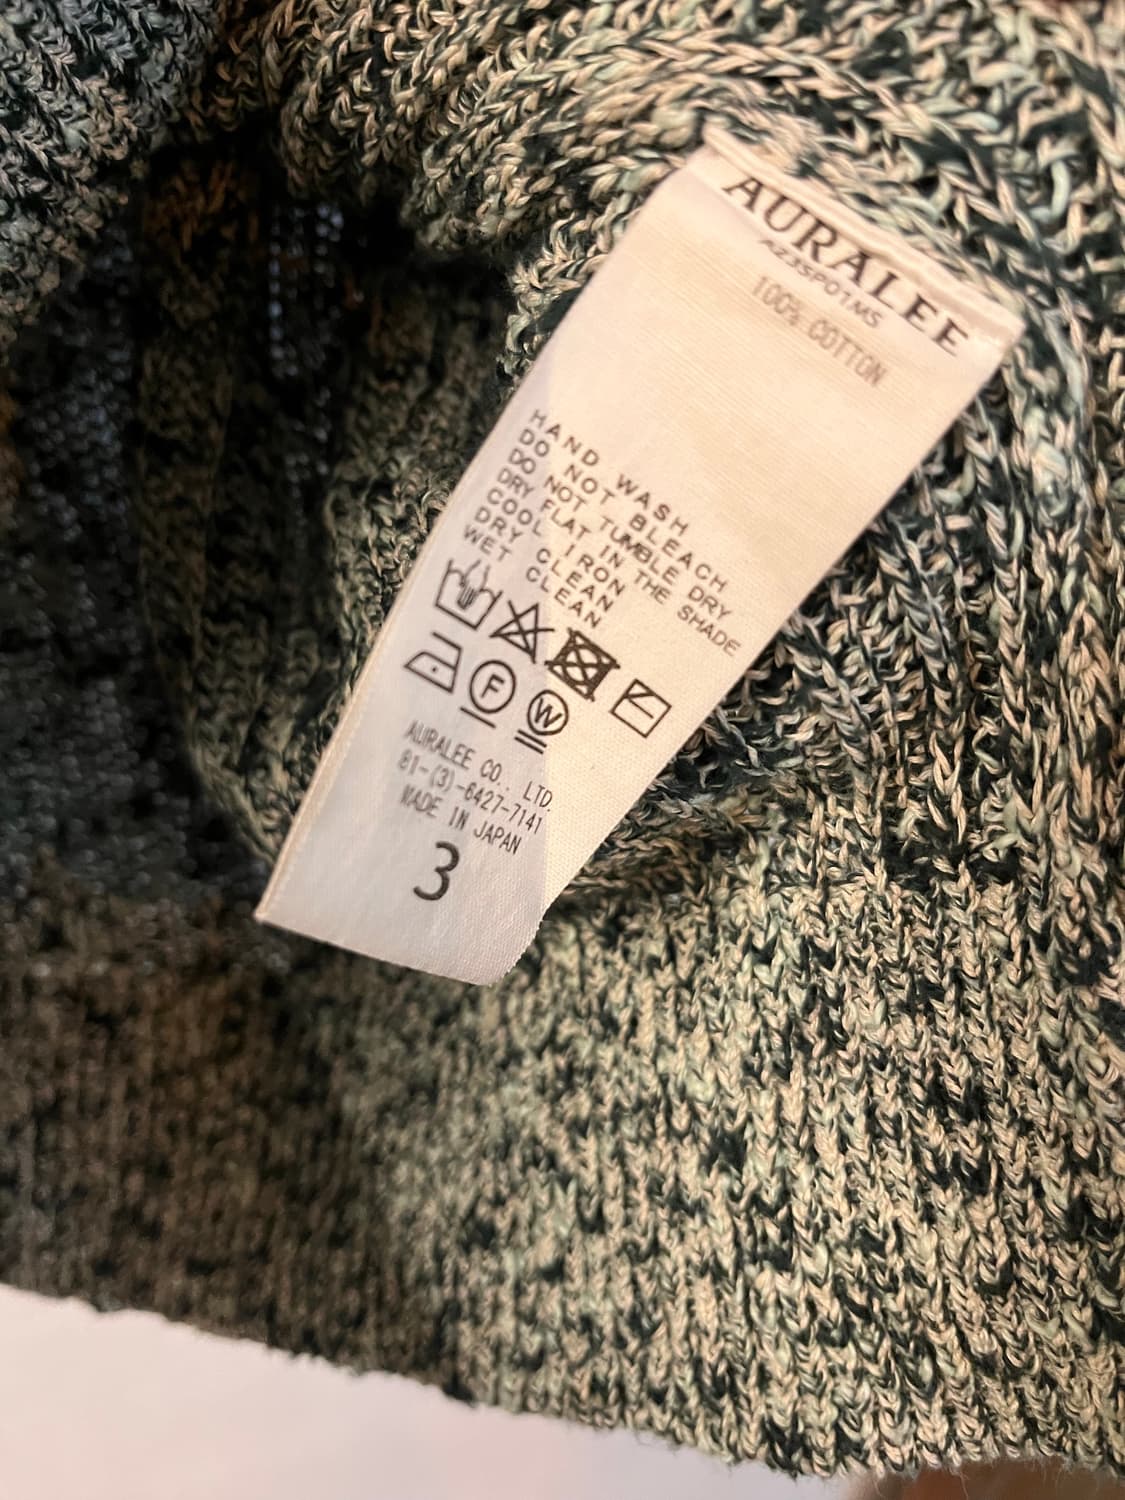 AURALEE
A23SP01MS
100% COTTON
HAND WASH
DO NOT BLEACH
DO NOT TUMBLE DRY
DRY FLAT IN THE SHADE
COOL IRON
DRY CLEAN
WET CLEAN
F
W
AURALEE CO., LTD.
81-(3)-6427-7141
MADE IN JAPAN
3